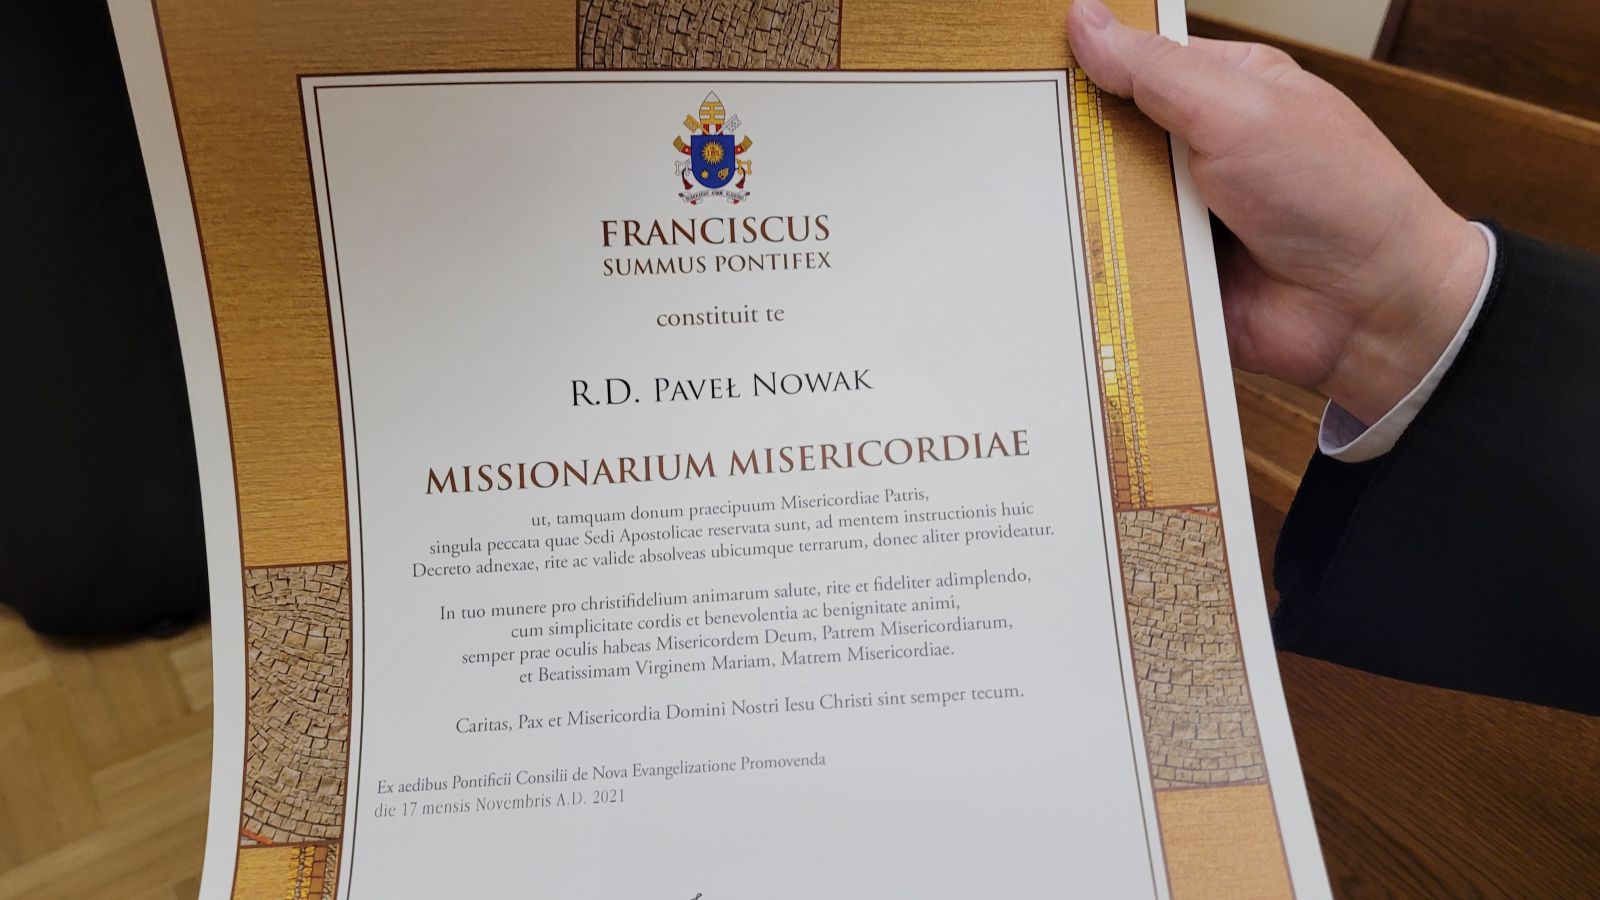 FRANCISCUS
SUMMUS PONTIFEX
constituit te
R.D. PAVEŁ NOWAK
MISSIONARIUM MISERICORDIAE
ut, tamquam donum praecipuum Misericordiae Patris,
singula peccata quae Sedi Apostolicae reservata sunt, ad mentem instructionis huic
Decreto adnexae, rite ac valide absolveas ubicumque terrarum, donec aliter provideatur.
In tuo munere pro christifidelium animarum salute, rite et fideliter adimplendo,
cum simplicitate cordis et benevolentia ac benignitate animi,
semper prae oculis habeas Misericordem Deum, Patrem Misericordiarum,
et Beatissimam Virginem Mariam, Matrem Misericordiae.
Caritas, Pax et Misericordia Domini Nostri Iesu Christi sint semper tecum.
Ex aedibus Pontificii Consilii de Nova Evangelizatione Promovenda
die 17 mensis Novembris A.D. 2021